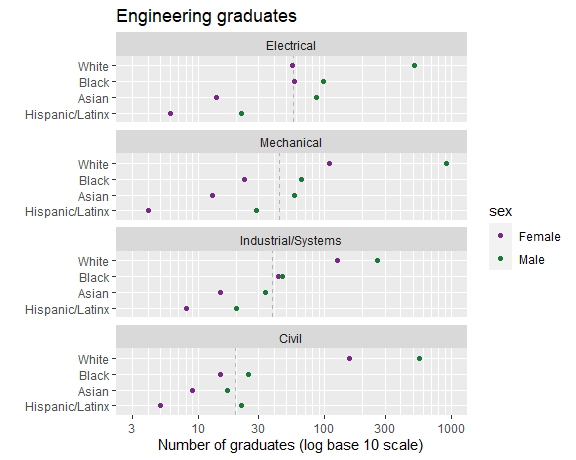 Engineering graduates
Electrical
White
Black
Asian
Hispanic/Latinx
Mechanical
White
Black
Asian
Hispanic/Latinx
Industrial/Systems
White
Black
Asian
Hispanic/Latinx
Civil
White
Black
Asian
Hispanic/Latinx
3 10 30 100 300 1000
Number of graduates (log base 10 scale)
sex
Female
Male